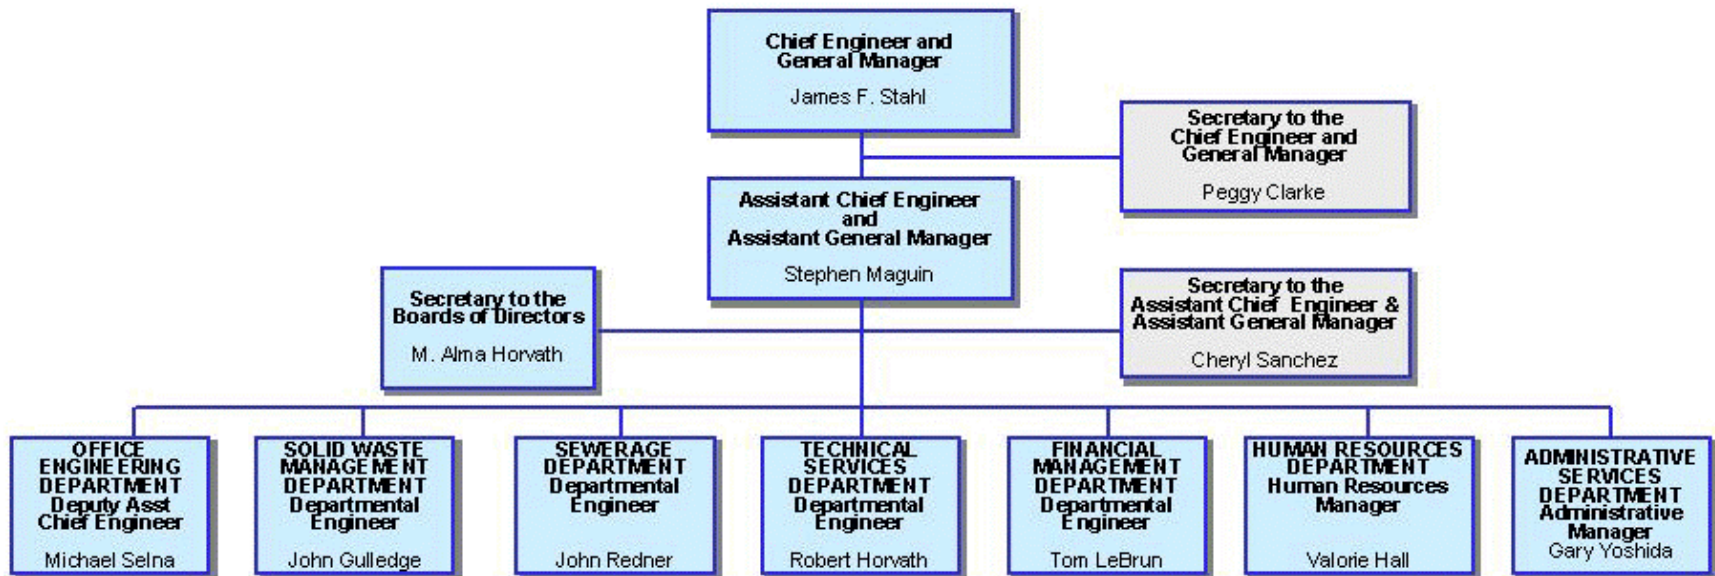 Chief Engineer and
General Manager
James F. Stahl
Secretary to the
Chief Engineer and
General Manager
Peggy Clarke
Assistant Chief Engineer
and
Assistant General Manager
Stephen Maguin
Secretary to the
Boards of Directors
M. Alma Horvath
Secretary to the
Assistant Chief Engineer &
Assistant General Manager
Cheryl Sanchez
OFFICE
ENGINEERING
DEPARTMENT
Deputy Asst
Chief Engineer
Michael Selna
SOLID WASTE
MANAGEMENT
DEPARTMENT
Departmental
Engineer
John Gulledge
SEWERAGE
DEPARTMENT
Departmental
Engineer
John Redner
TECHNICAL
SERVICES
DEPARTMENT
Departmental
Engineer
Robert Horvath
FINANCIAL
MANAGEMENT
DEPARTMENT
Departmental
Engineer
Tom LeBrun
HUMAN RESOURCES
DEPARTMENT
Human Resources
Manager
Valorie Hall
ADMINISTRATIVE
SERVICES
DEPARTMENT
Administrative
Manager
Gary Yoshida